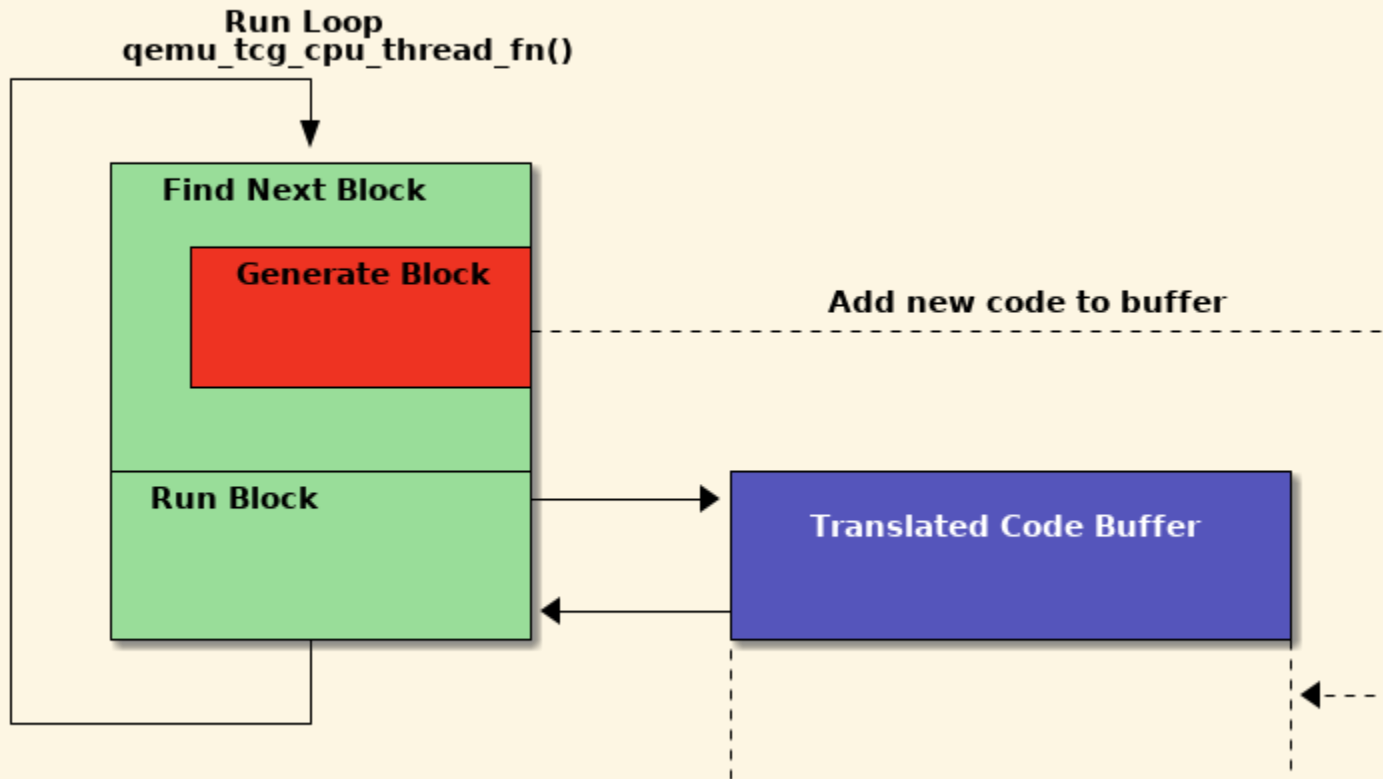 Run Loop
qemu_tcg_cpu_thread_fn()
Find Next Block
Generate Block
Add new code to buffer
Run Block
Translated Code Buffer